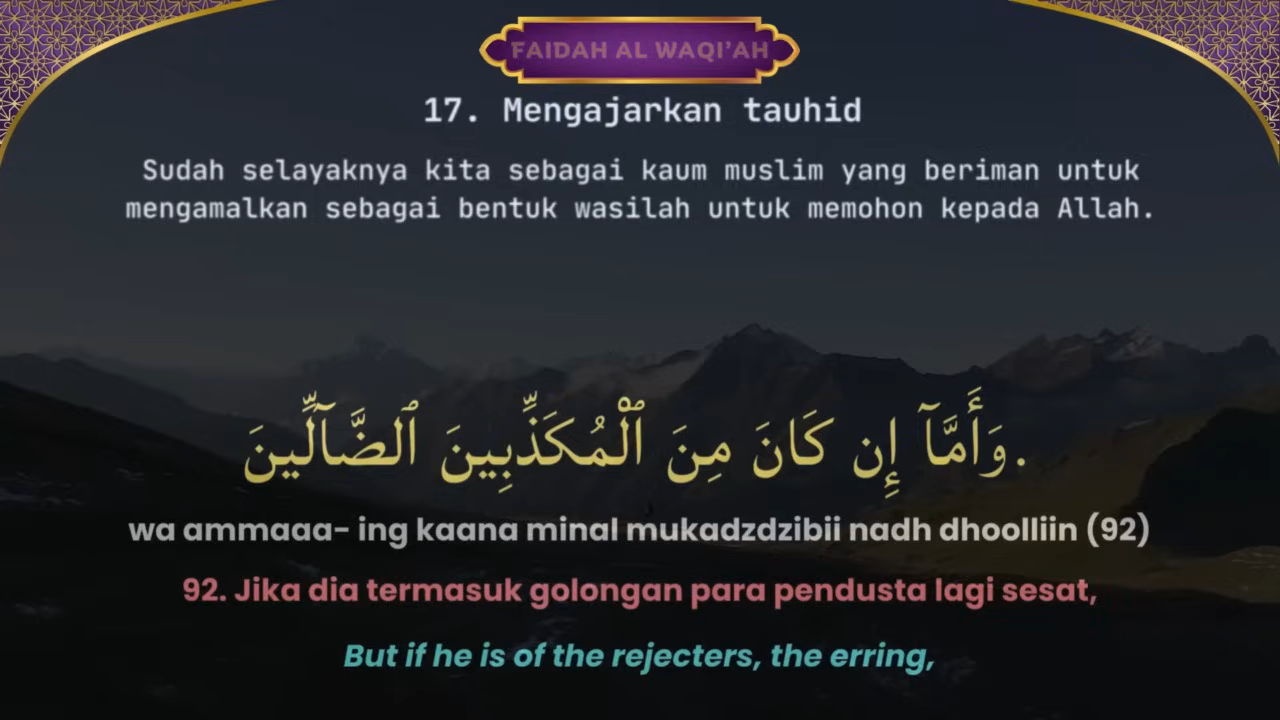 FAIDAH AL WAQI'AH
17. Mengajarkan tauhid
Sudah selayaknya kita sebagai kaum muslim yang beriman untuk
mengamalkan sebagai bentuk wasilah untuk memohon kepada Allah.
وَأَمَّآ إِن كَانَ مِنَ ٱلْمُكَذِّبِينَ ٱلضَّآلِّينَ.
wa ammaaa- ing kaana minal mukadzdzibii nadh dhoolliin (92)
92. Jika dia termasuk golongan para pendusta lagi sesat,
But if he is of the rejecters, the erring,